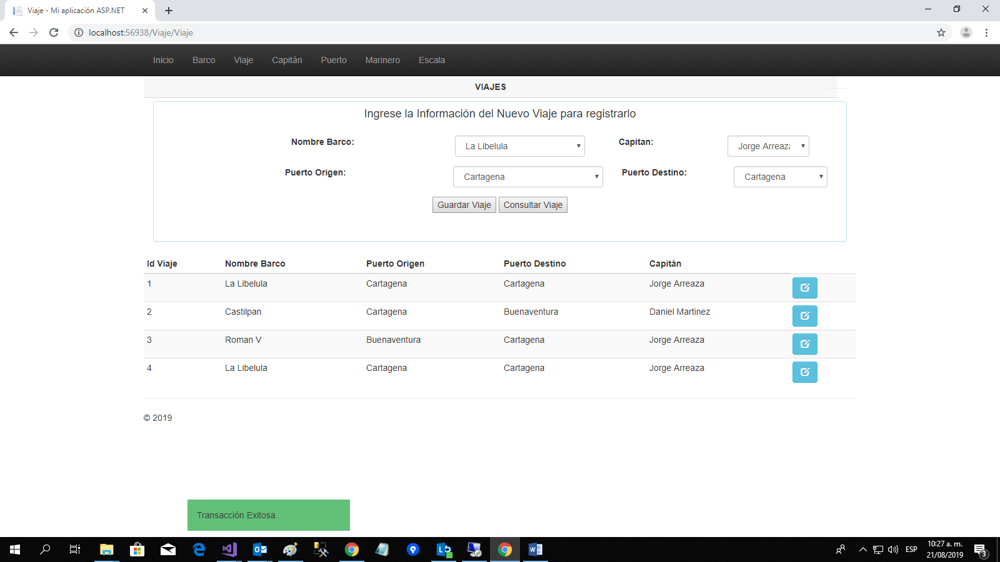 Viaje - Mi aplicación ASP.NET
localhost:56938/Viaje/Viaje
Inicio Barco Viaje Capitán Puerto Marinero Escala
VIAJES
Ingrese la Información del Nuevo Viaje para registrarlo
Nombre Barco: La Libelula Capitan: Jorge Arreaza
Puerto Origen: Cartagena Puerto Destino: Cartagena
Guardar Viaje Consultar Viaje
Id Viaje Nombre Barco Puerto Origen Puerto Destino Capitán
1 La Libelula Cartagena Cartagena Jorge Arreaza
2 Castilpan Cartagena Buenaventura Daniel Martinez
3 Roman V Buenaventura Cartagena Jorge Arreaza
4 La Libelula Cartagena Cartagena Jorge Arreaza
© 2019
Transacción Exitosa.
ESP
10:27 a. m.
21/08/2019
3